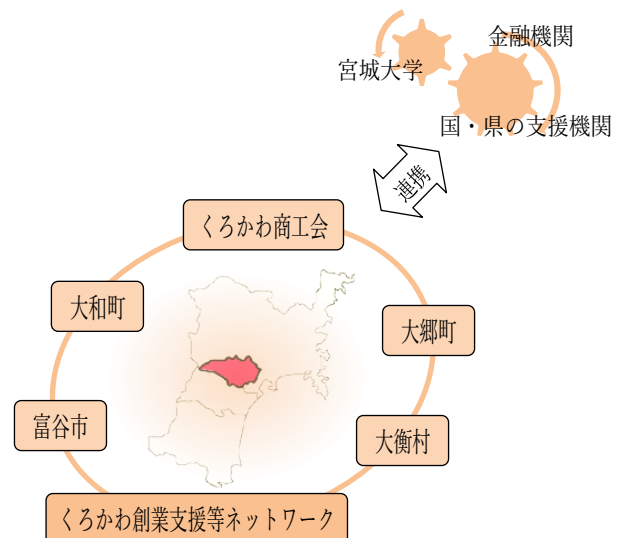 金融機関
宮城大学
国・県の支援機関
連携
くろかわ商工会
大和町
大郷町
富谷市
大衡村
くろかわ創業支援等ネットワーク